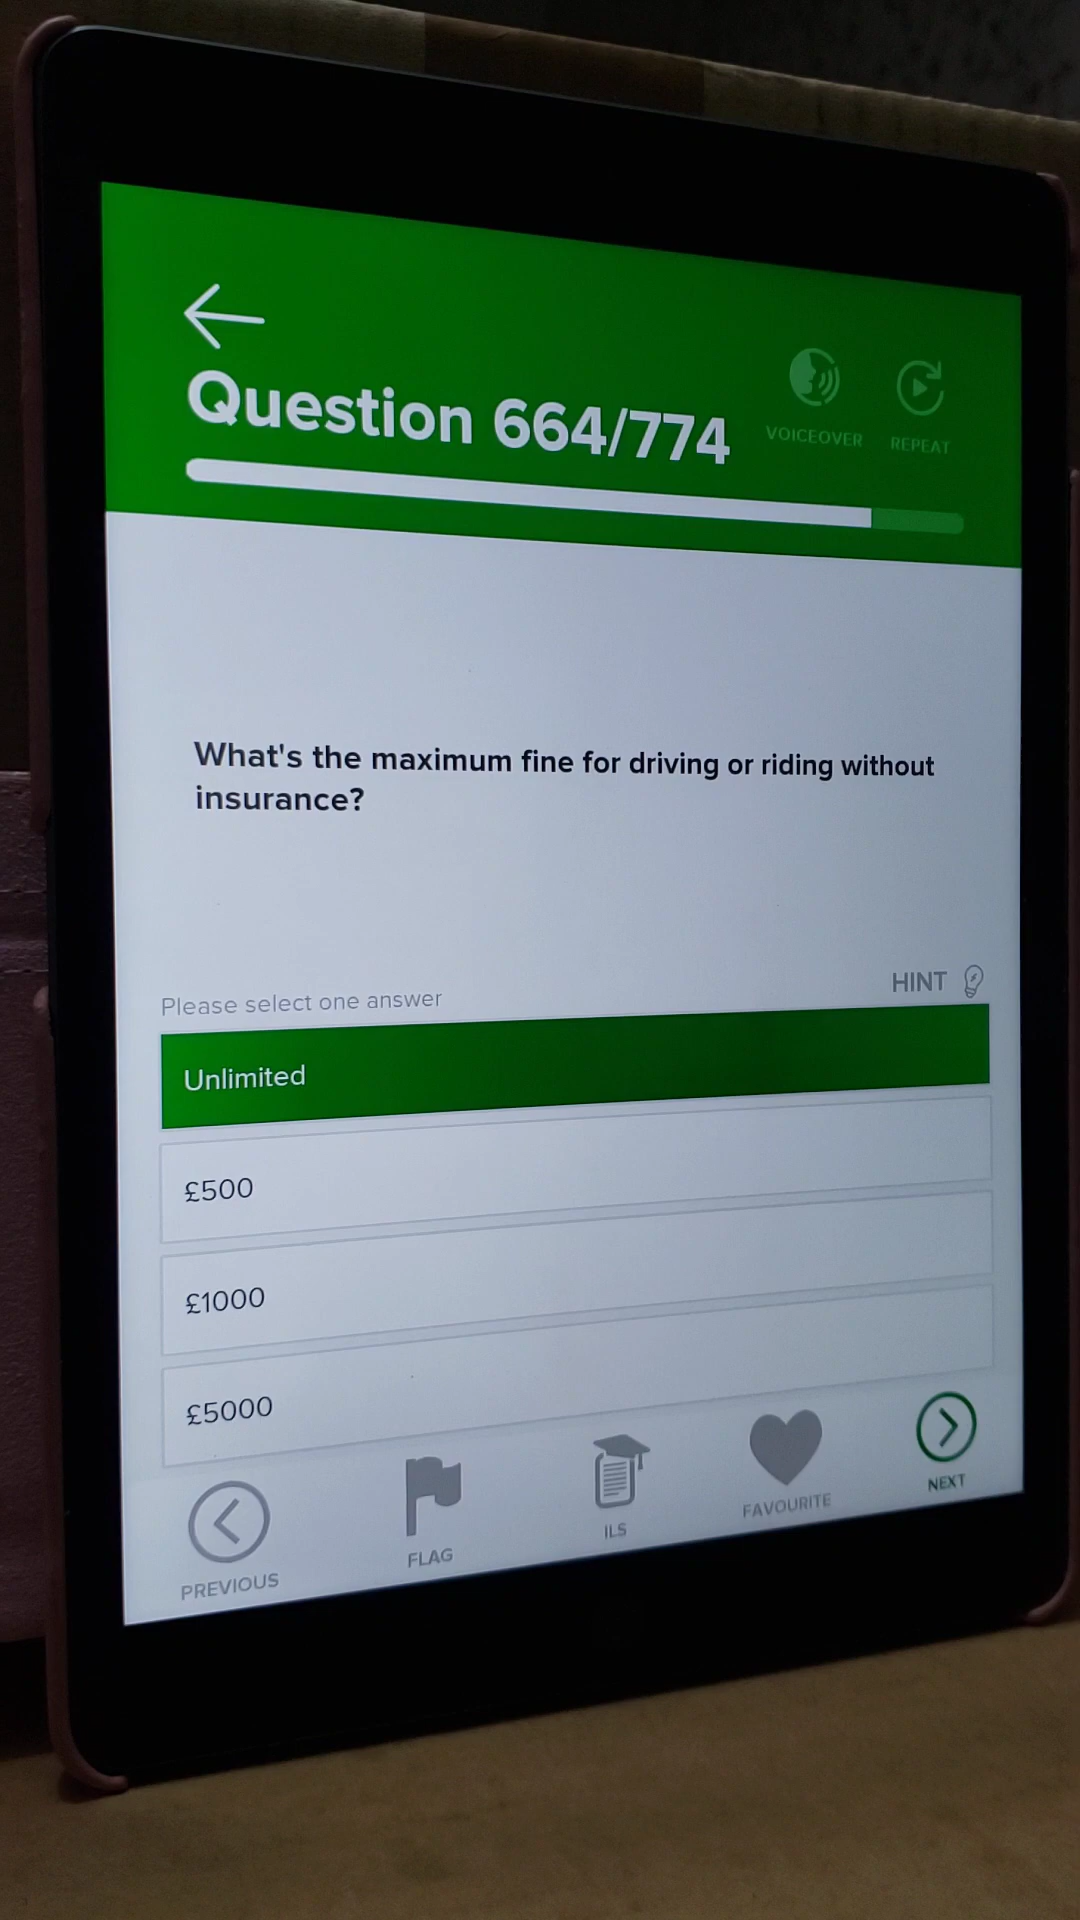 Question 664/774
VOICEOVER
REPEAT
What's the maximum fine for driving or riding without
insurance?
HINT
Please select one answer
Unlimited
£500
£1000
£5000
PREVIOUS
FLAG
ILS
FAVOURITE
NEXT